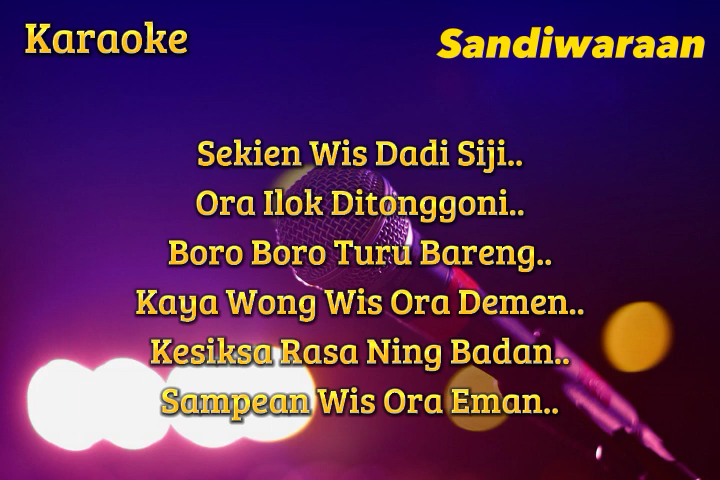 Karaoke
Sandiwaraan
Sekien Wis Dadi Siji..
Ora Ilok Ditonggoni..
Boro Boro Turu Bareng..
Kaya Wong Wis Ora Demen..
Kesiksa Rasa Ning Badan..
Sampean Wis Ora Eman..